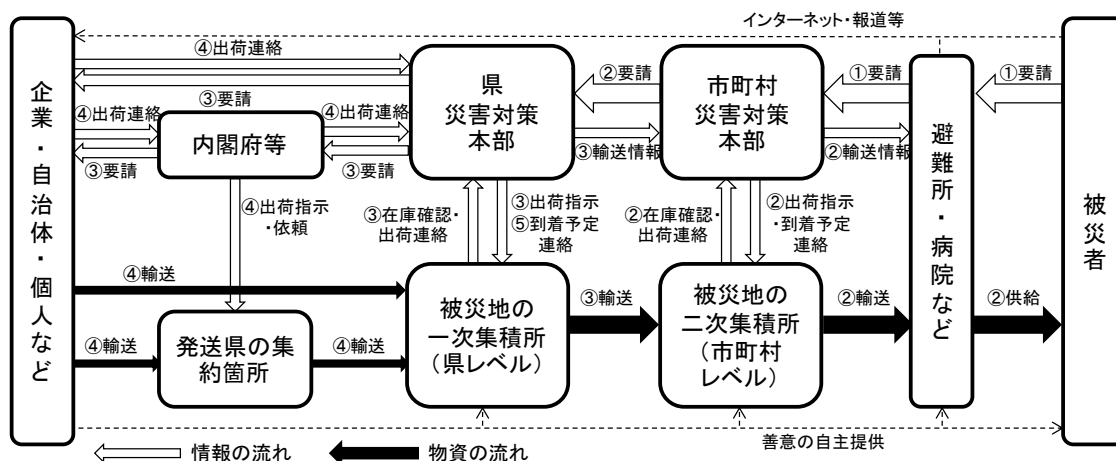 インターネット・報道等
企業・自治体・個人など
④出荷連絡
③要請
④出荷連絡
③要請
内閣府等
④出荷連絡
③要請
県
災害対策
本部
②要請
③輸送情報
市町村
災害対策
本部
①要請
②輸送情報
避難所・病院など
①要請
被災者
④出荷指示
・依頼
③在庫確認・
出荷連絡
③出荷指示
⑤到着予定
連絡
②在庫確認・
出荷連絡
②出荷指示
・到着予定
連絡
④輸送
④輸送
発送県の集
約箇所
④輸送
被災地の
一次集積所
(県レベル)
③輸送
被災地の
二次集積所
(市町村
レベル)
②輸送
②供給
善意の自主提供
情報の流れ
物資の流れ